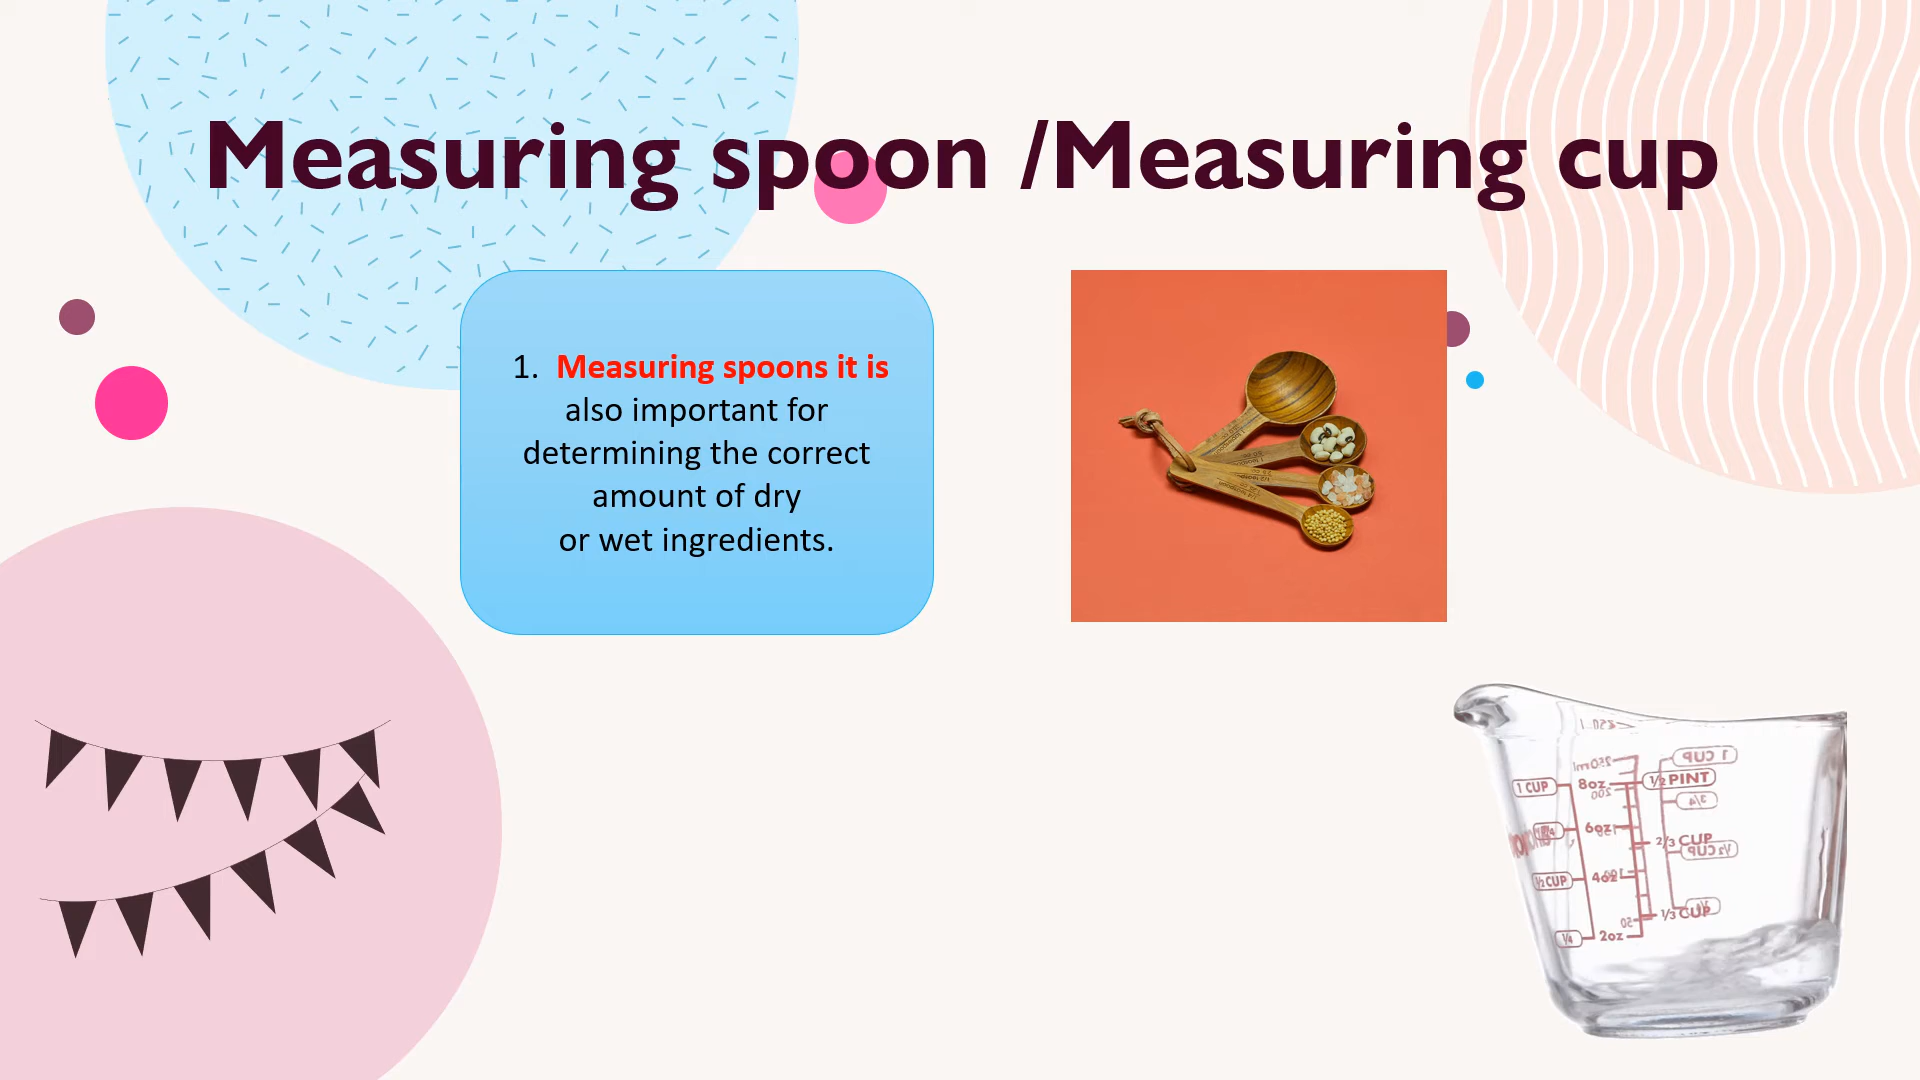 Measuring spoon /Measuring cup
1. Measuring spoons it is
also important for
determining the correct
amount of dry
or wet ingredients.
1 CUP
8oz
1/2 PINT
6oz
2/3 CUP
1/2 CUP
4oz
1/3 CUP
1/4
2oz